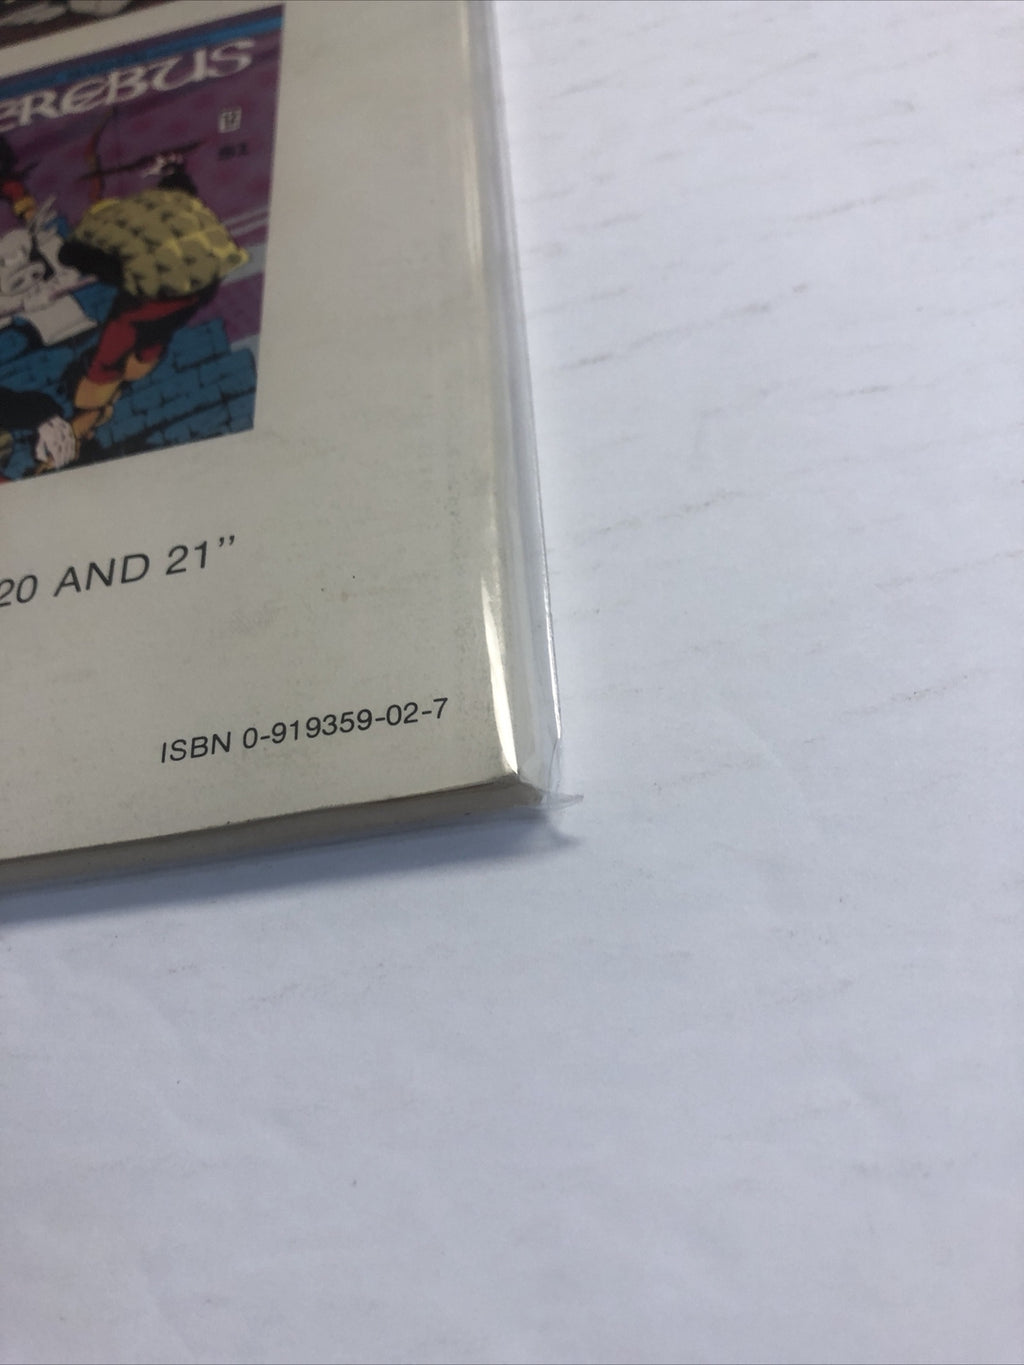 EREBUS
20 AND 21”
ISBN 0-919359-02-7